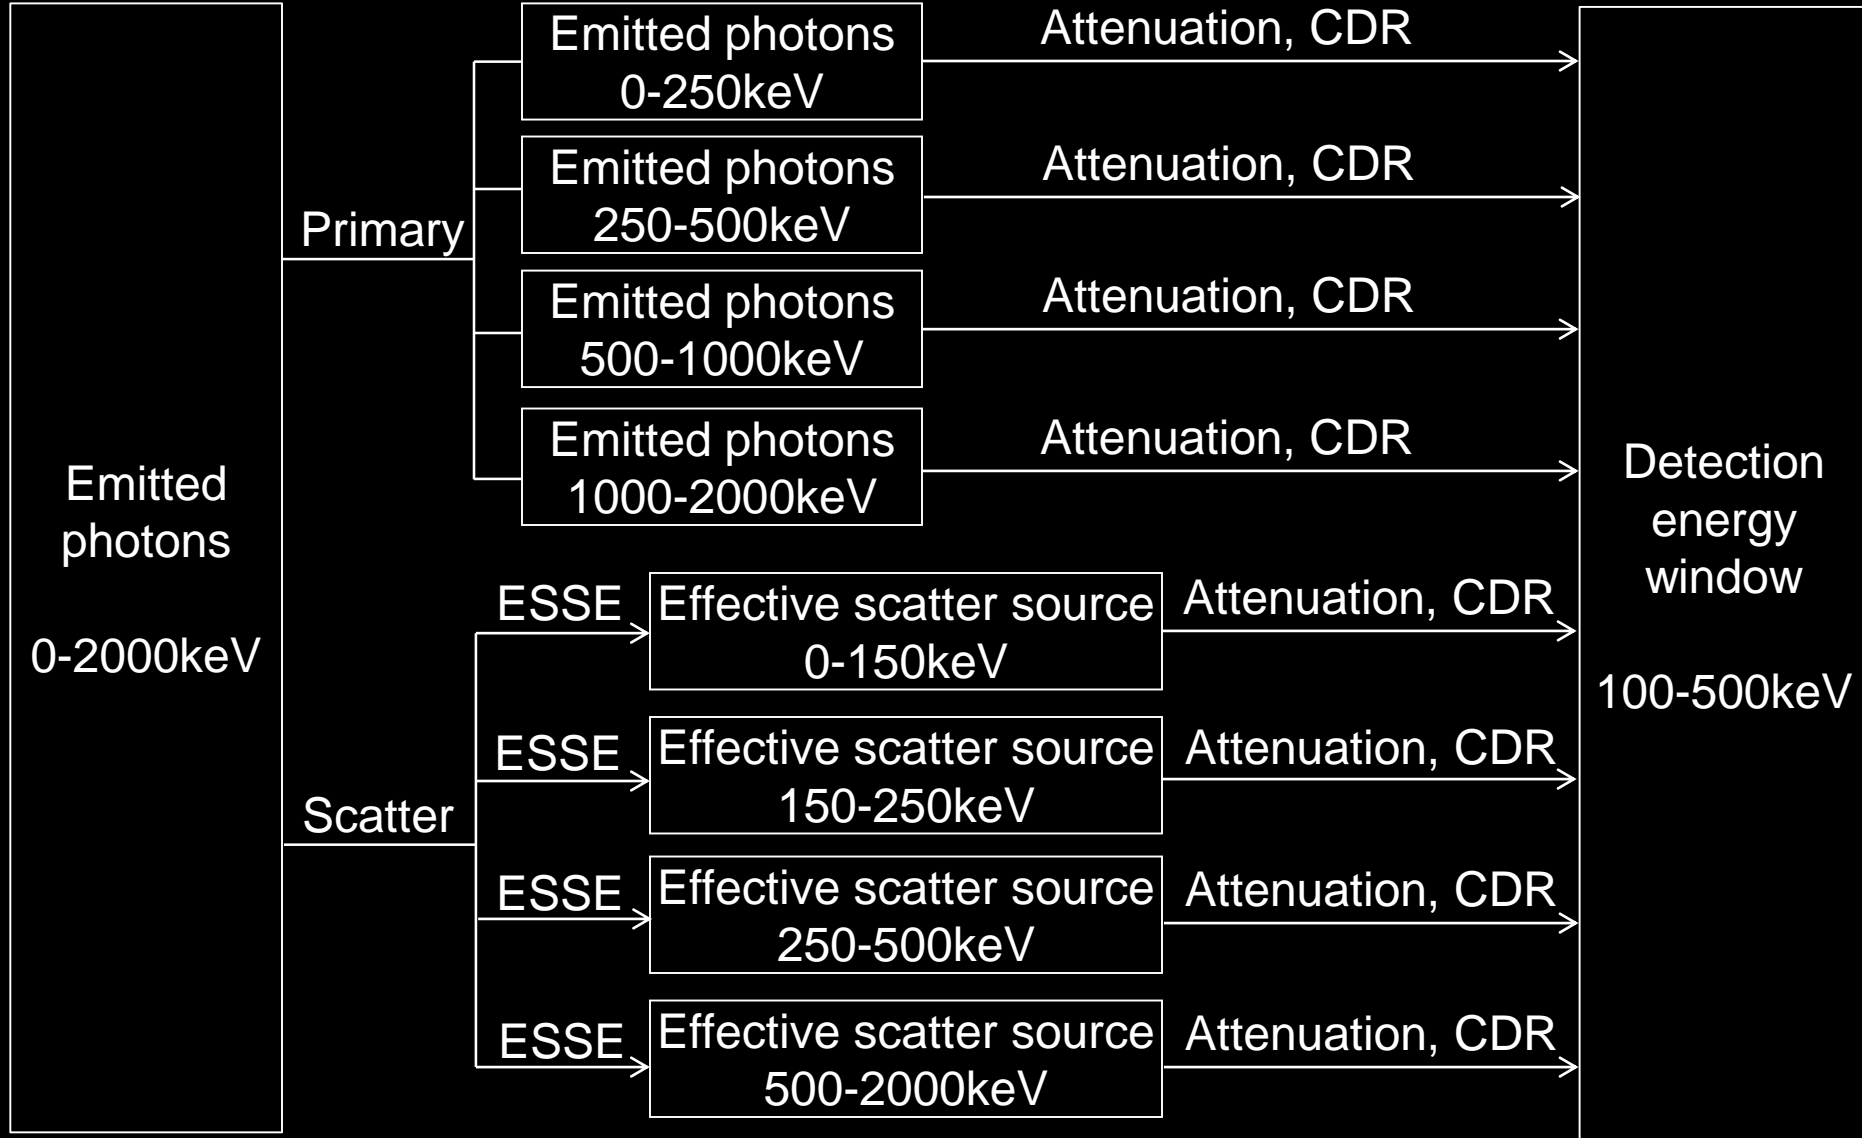 Emitted
photons
0-2000keV
Primary
Emitted photons
0-250keV
Attenuation, CDR
Emitted photons
250-500keV
Attenuation, CDR
Emitted photons
500-1000keV
Attenuation, CDR
Emitted photons
1000-2000keV
Attenuation, CDR
Scatter
ESSE
Effective scatter source
0-150keV
Attenuation, CDR
ESSE
Effective scatter source
150-250keV
Attenuation, CDR
ESSE
Effective scatter source
250-500keV
Attenuation, CDR
ESSE
Effective scatter source
500-2000keV
Attenuation, CDR
Detection
energy
window
100-500keV